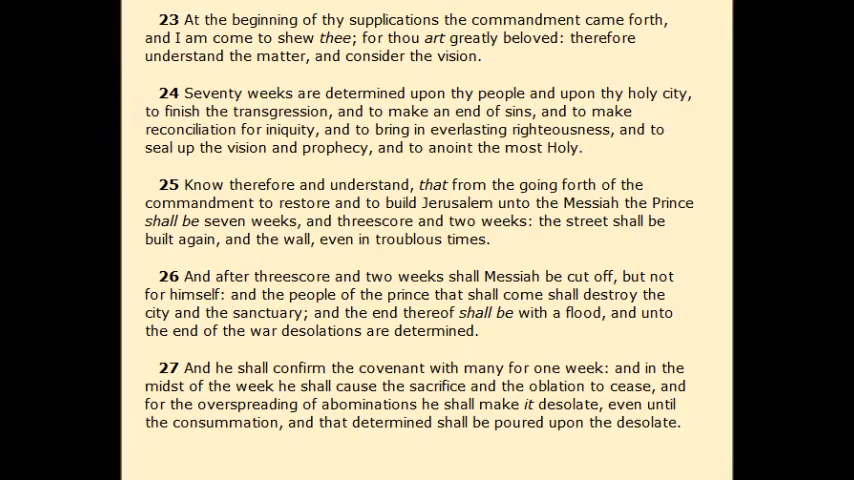 23 At the beginning of thy supplications the commandment came forth,
and I am come to shew thee; for thou art greatly beloved: therefore
understand the matter, and consider the vision.
24 Seventy weeks are determined upon thy people and upon thy holy city,
to finish the transgression, and to make an end of sins, and to make
reconciliation for iniquity, and to bring in everlasting righteousness, and to
seal up the vision and prophecy, and to anoint the most Holy.
25 Know therefore and understand, that from the going forth of the
commandment to restore and to build Jerusalem unto the Messiah the Prince
shall be seven weeks, and threescore and two weeks: the street shall be
built again, and the wall, even in troublous times.
26 And after threescore and two weeks shall Messiah be cut off, but not
for himself: and the people of the prince that shall come shall destroy the
city and the sanctuary; and the end thereof shall be with a flood, and unto
the end of the war desolations are determined.
27 And he shall confirm the covenant with many for one week: and in the
midst of the week he shall cause the sacrifice and the oblation to cease, and
for the overspreading of abominations he shall make it desolate, even until
the consummation, and that determined shall be poured upon the desolate.